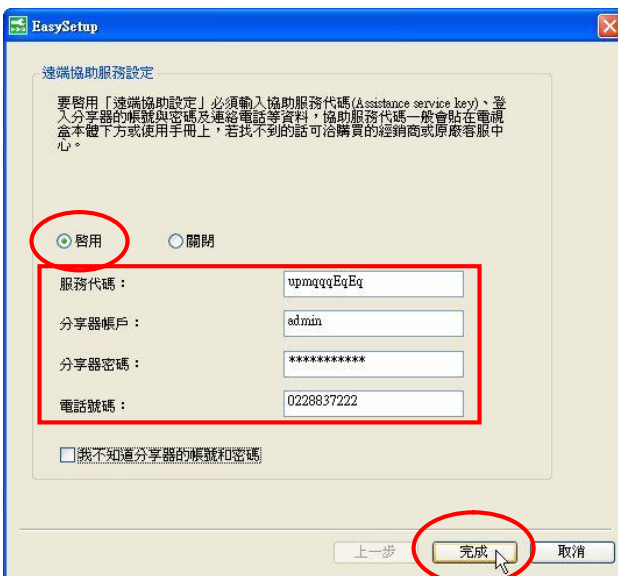 EasySetup
遠端協助服務設定
要啓用「遠端協助設定」必須輸入協助服務代碼(Assistance service key)、登
入分享器的帳號與密碼及連絡電話等資料，協助服務代碼一般會貼在電視
盒本體下方或使用手冊上，若找不到的話可洽購買的經銷商或原廠客服中
心。
啓用 關閉
服務代碼： upmqqqEqEq
分享器帳戶： admin
分享器密碼： ***********
電話號碼： 0228837222
我不知道分享器的帳號和密碼
上一步 完成 取消